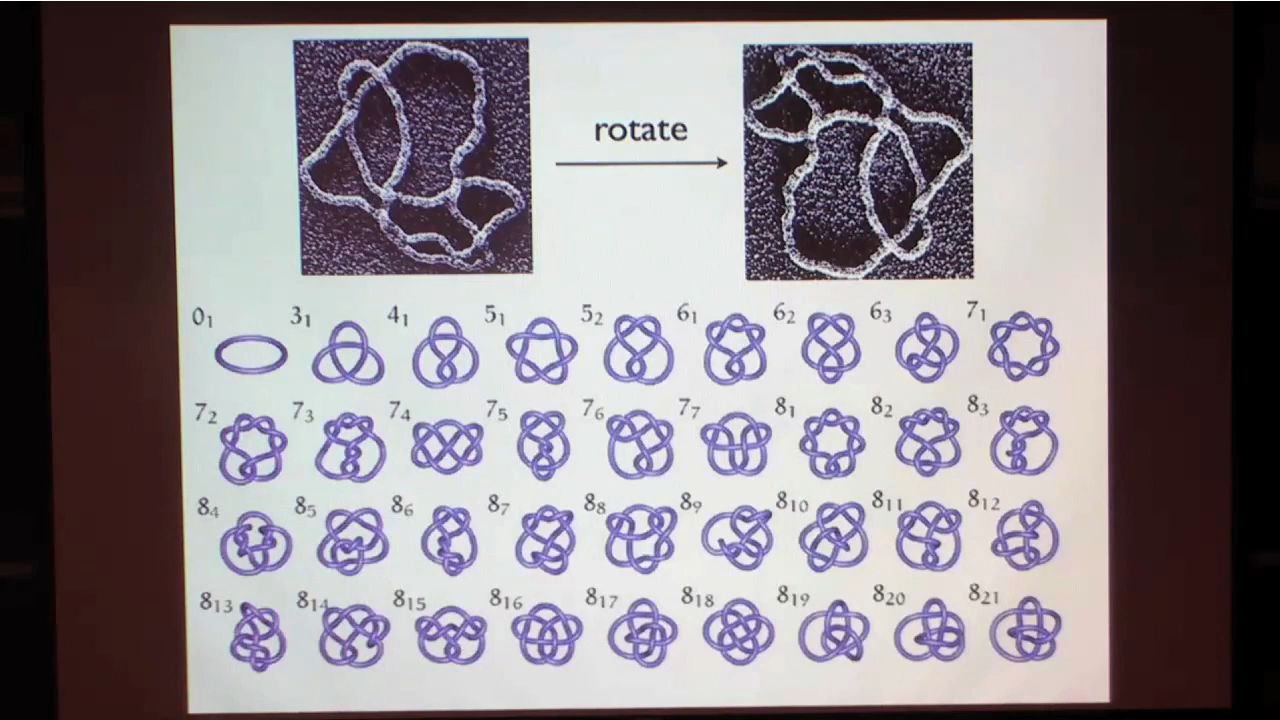 rotate
0₁ 3₁ 4₁ 5₁ 5₂ 6₁ 6₂ 6₃ 7₁
7₂ 7₃ 7₄ 7₅ 7₆ 7₇ 8₁ 8₂ 8₃
8₄ 8₅ 8₆ 8₇ 8₈ 8₉ 8₁₀ 8₁₁ 8₁₂
8₁₃ 8₁₄ 8₁₅ 8₁₆ 8₁₇ 8₁₈ 8₁₉ 8₂₀ 8₂₁